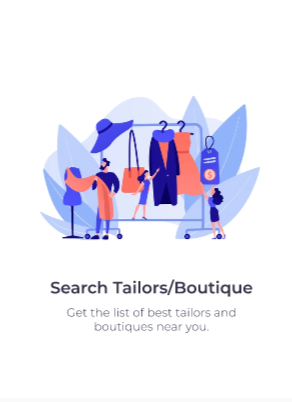 Search Tailors/Boutique
Get the list of best tailors and
boutiques near you.